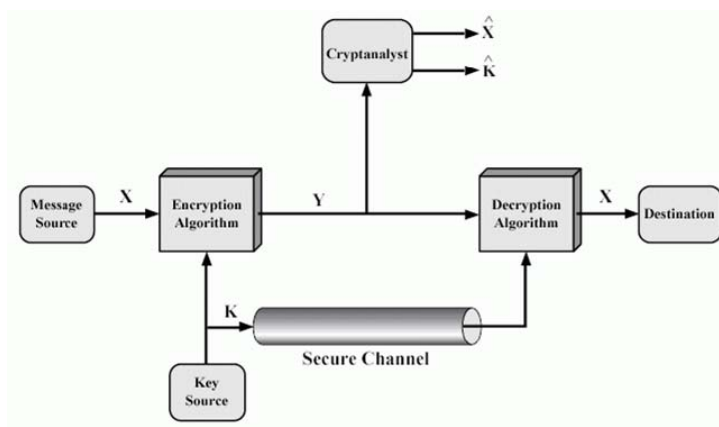 X̂
Cryptanalyst
K̂
Message
Source
X
Encryption
Algorithm
Y
Decryption
Algorithm
X
Destination
K
Secure Channel
Key
Source